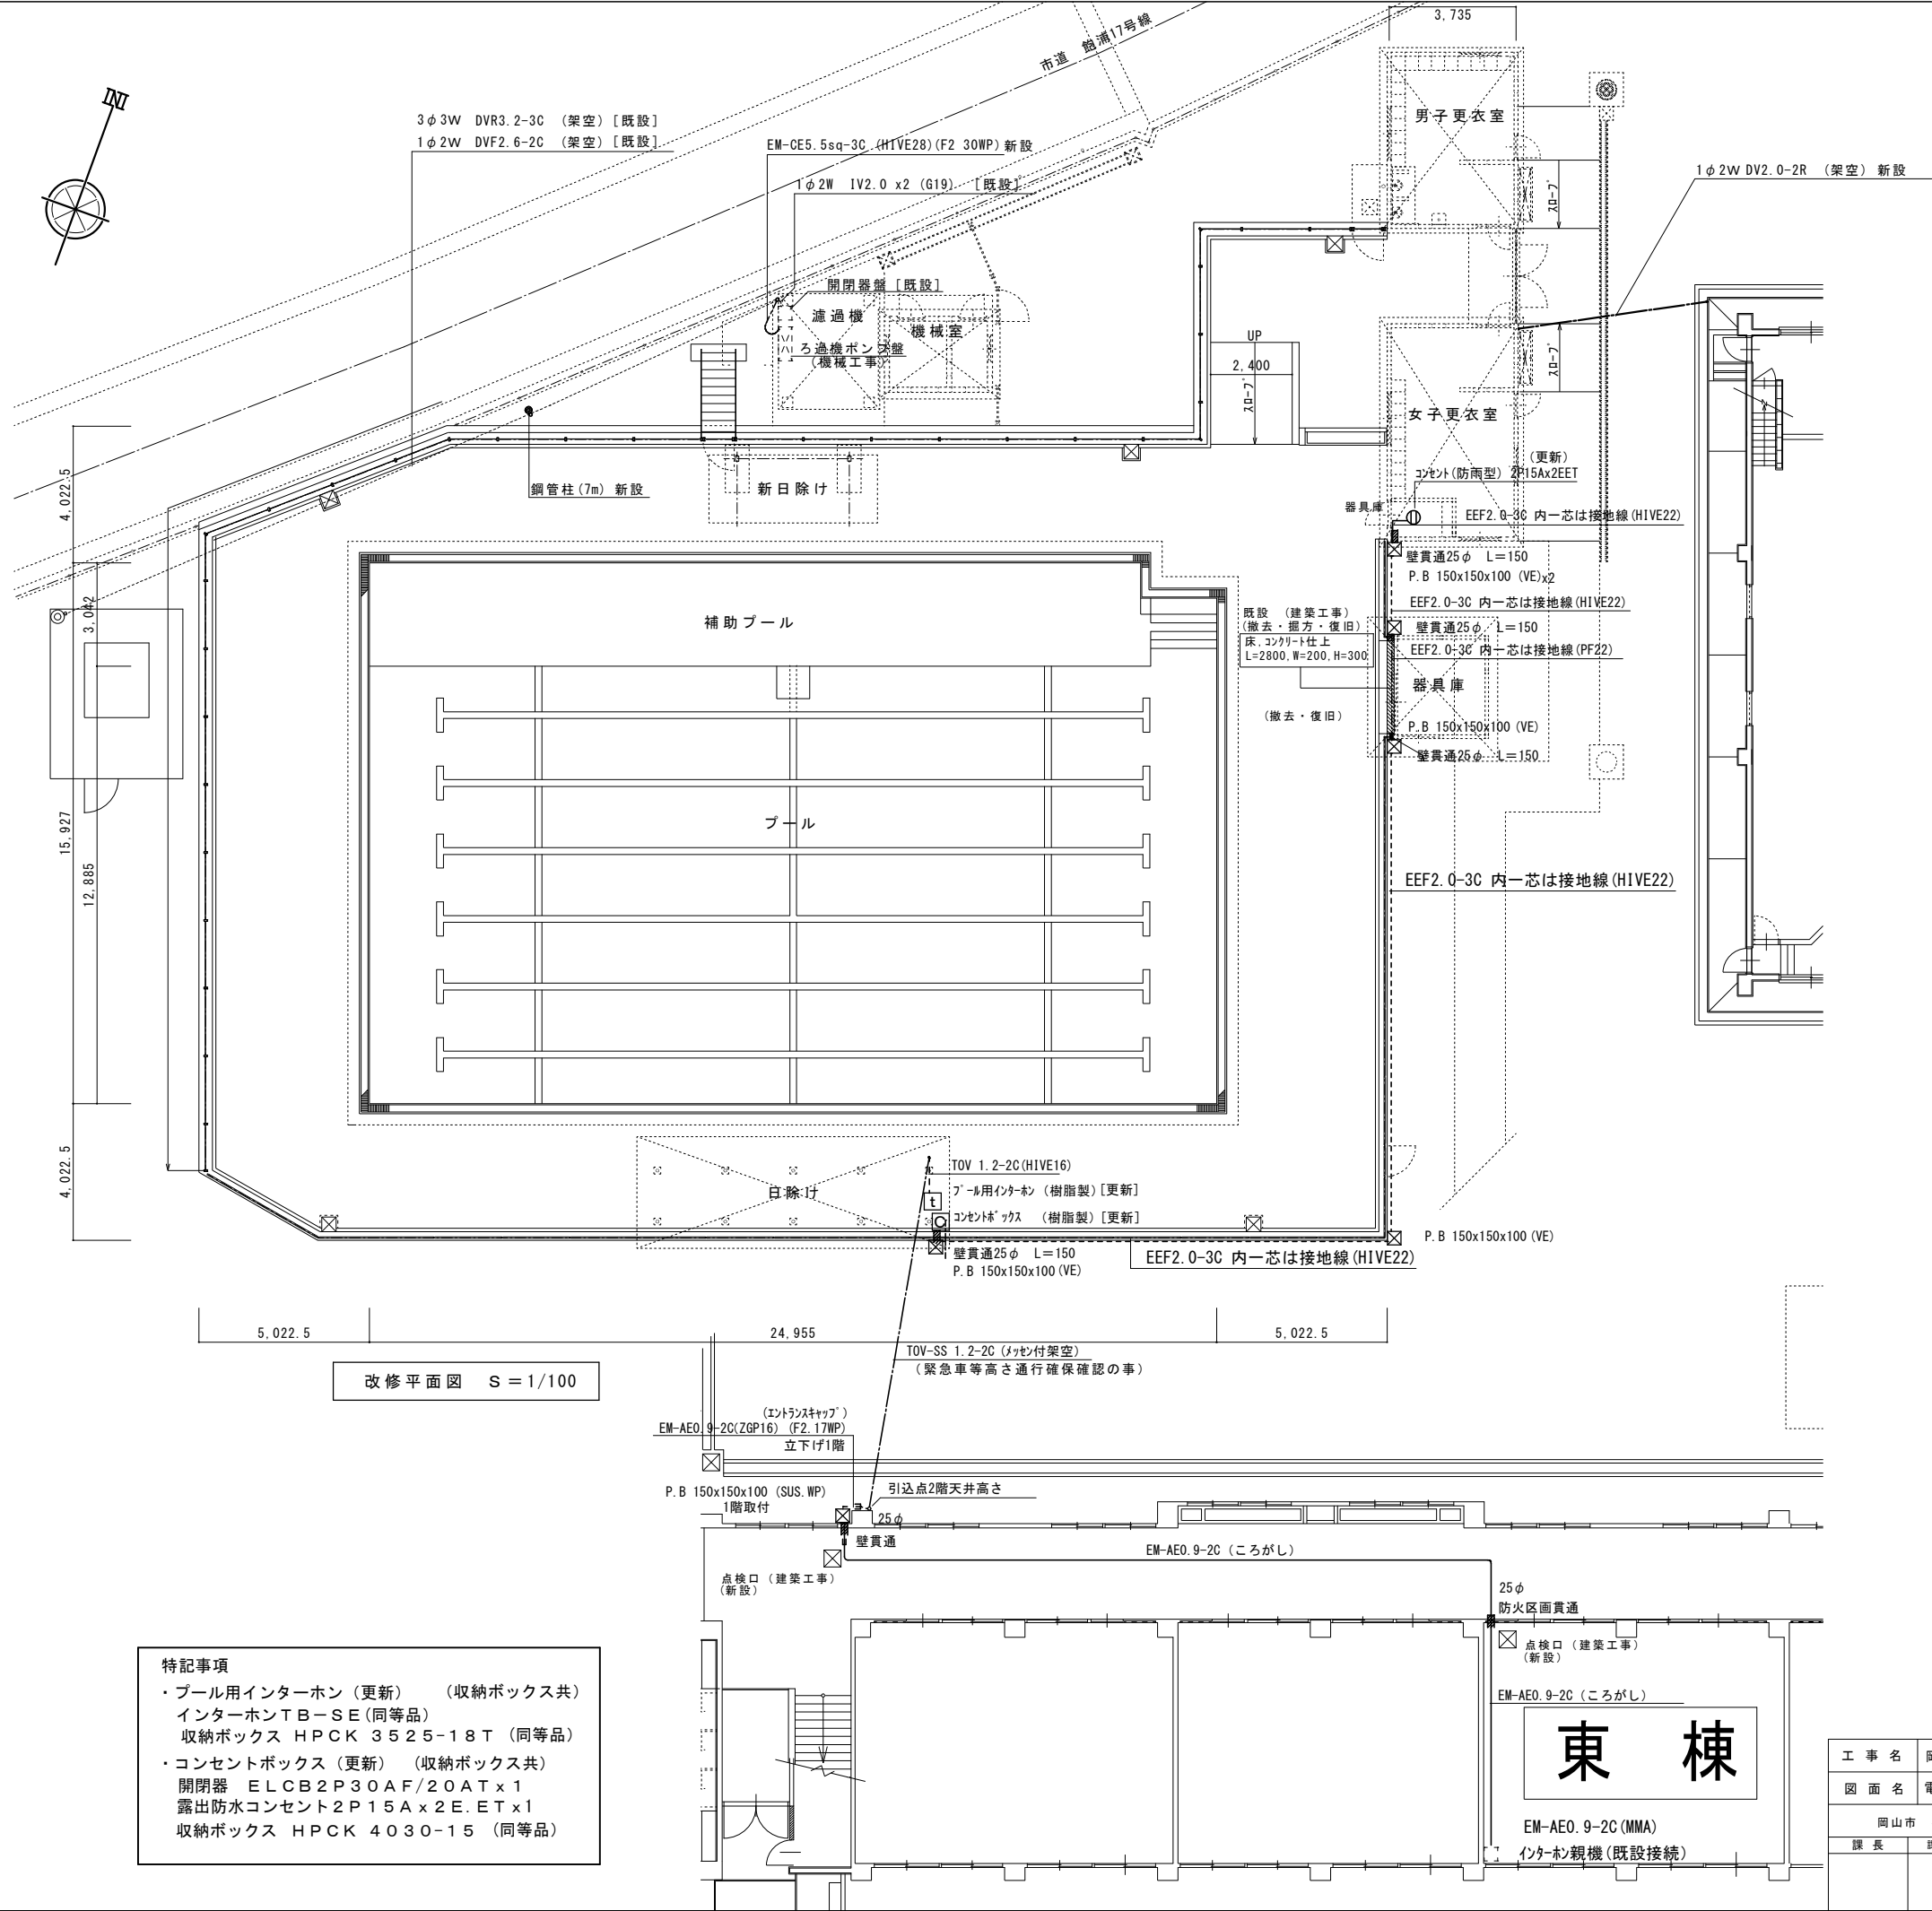 3,735
市道 飽浦17号線
N
3φ3W DVR3.2-3C （架空）[既設]
1φ2W DVF2.6-2C （架空）[既設]
EM-CE5.5sq-3C (HIVE28)(F2 30WP)新設
1φ2W IV2.0 x2 (G19) [既設]
男子更衣室
1φ2W DV2.0-2R （架空） 新設
スロープ
開閉器盤 [既設]
濾過機
機械室
ろ過機ポンプ盤
(機械工事)
UP
2,400
スロープ
スロープ
女子更衣室
(更新)
コンセント(防雨型) 2P15Ax2EET
器具庫
EEF2.0-3C 内一芯は接地線(HIVE22)
鋼管柱(7m) 新設
新日除け
4,022.5
壁貫通25φ L=150
P.B 150x150x100 (VE)x2
3,042
既設 （建築工事）
(撤去・掘方・復旧)
床.コンクリート仕上
L=2800,W=200,H=300
EEF2.0-3C 内一芯は接地線(HIVE22)
壁貫通25φ L=150
EEF2.0-3C 内一芯は接地線(PF22)
補助プール
器具庫
(撤去・復旧)
P.B 150x150x100 (VE)
壁貫通25φ L=150
15,927
12,885
プール
EEF2.0-3C 内一芯は接地線(HIVE22)
4,022.5
日除け
TOV 1.2-2C(HIVE16)
t
プール用インターホン （樹脂製）[更新]
C
コンセントボックス （樹脂製）[更新]
壁貫通25φ L=150
P.B 150x150x100(VE)
EEF2.0-3C 内一芯は接地線(HIVE22)
P.B 150x150x100(VE)
5,022.5
24,955
5,022.5
TOV-SS 1.2-2C (メッセン付架空)
(緊急車等高さ通行確保確認の事)
改修平面図 S=1/100
(エントランスキャップ)
EM-AE0.9-2C(ZGP16) (F2.17WP)
立下げ1階
P.B 150x150x100 (SUS.WP)
1階取付
引込点2階天井高さ
25φ
壁貫通
EM-AE0.9-2C（ころがし）
点検口（建築工事）
(新設)
25φ
防火区画貫通
点検口（建築工事）
(新設)
EM-AE0.9-2C（ころがし）
東 棟
EM-AE0.9-2C(MMA)
インターホン親機(既設接続)
特記事項
・プール用インターホン（更新） （収納ボックス共）
インターホンTB－SE(同等品)
収納ボックス HPCK 3525-18T （同等品）
・コンセントボックス（更新） （収納ボックス共）
開閉器 ELCB2P30AF/20ATx1
露出防水コンセント2P15Ax2E.ETx1
収納ボックス HPCK 4030-15 （同等品）
工事名
図面名
岡山市
課長